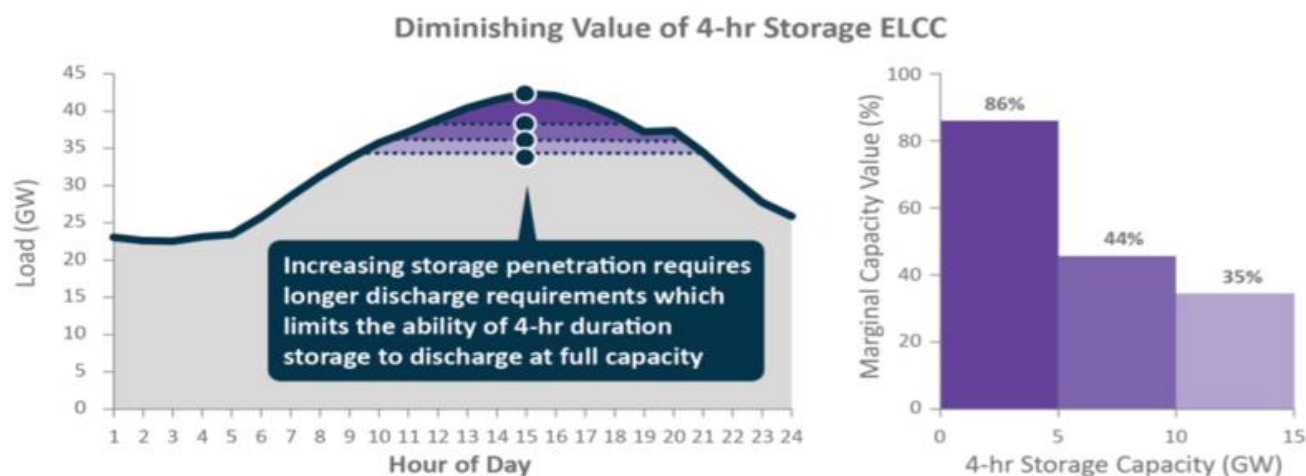 Diminishing Value of 4-hr Storage ELCC
Load (GW)
45
40
35
30
25
20
15
10
5
0
Increasing storage penetration requires
longer discharge requirements which
limits the ability of 4-hr duration
storage to discharge at full capacity
1 2 3 4 5 6 7 8 9 10 11 12 13 14 15 16 17 18 19 20 21 22 23 24
Hour of Day
Marginal Capacity Value (%)
100
80
60
40
20
0
86%
44%
35%
0 5 10 15
4-hr Storage Capacity (GW)